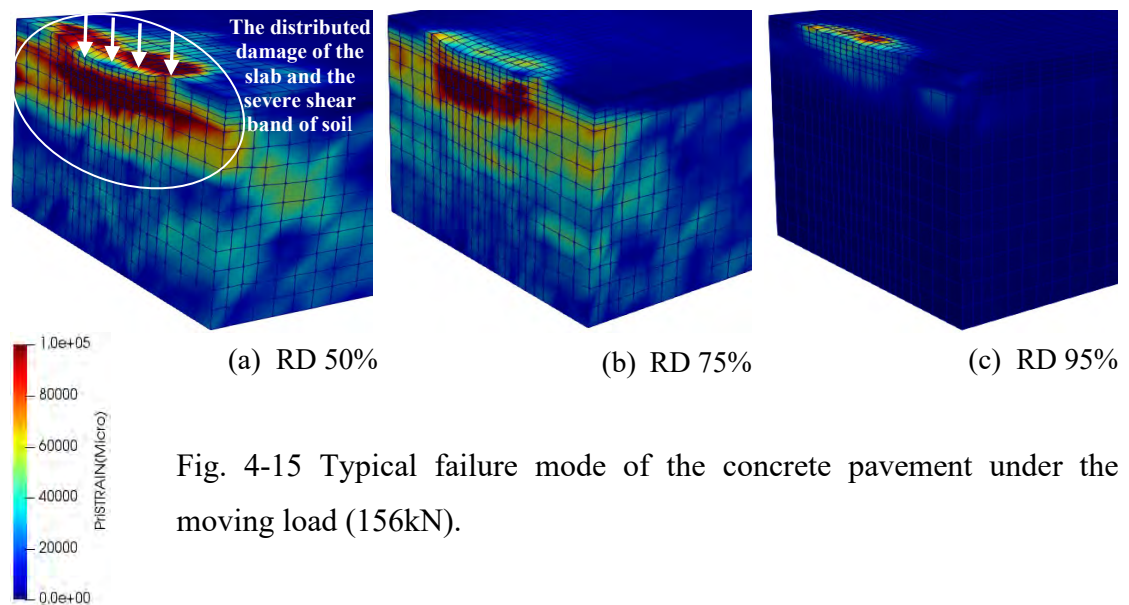 The distributed
damage of the
slab and the
severe shear
band of soil
(a) RD 50%
(b) RD 75%
(c) RD 95%
1.0e+05
80000
60000
40000
20000
0.0e+00
PriSTRAIN(Micro)
Fig. 4-15 Typical failure mode of the concrete pavement under the
moving load (156kN).